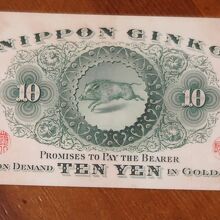 NIPPON GINKO
10 10
PROMISES TO PAY THE BEARER
ON DEMAND TEN YEN IN GOLD